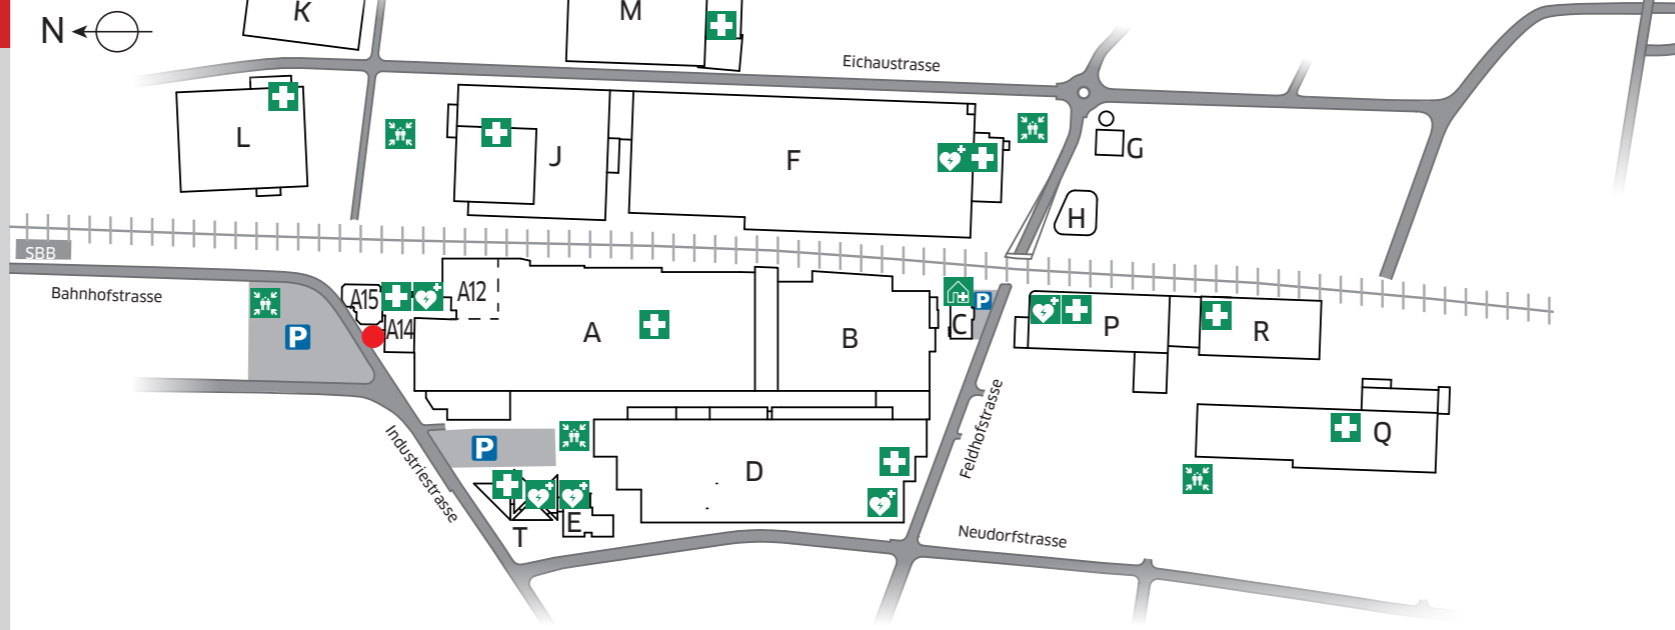 K
M
N
Eichaustrasse
L
J
F
G
H
SBB
Bahnhofstrasse
A15
A12
A14
P
A
B
C
P
P
R
Industriestrasse
P
D
Feldhofstrasse
Q
T
E
Neudorfstrasse